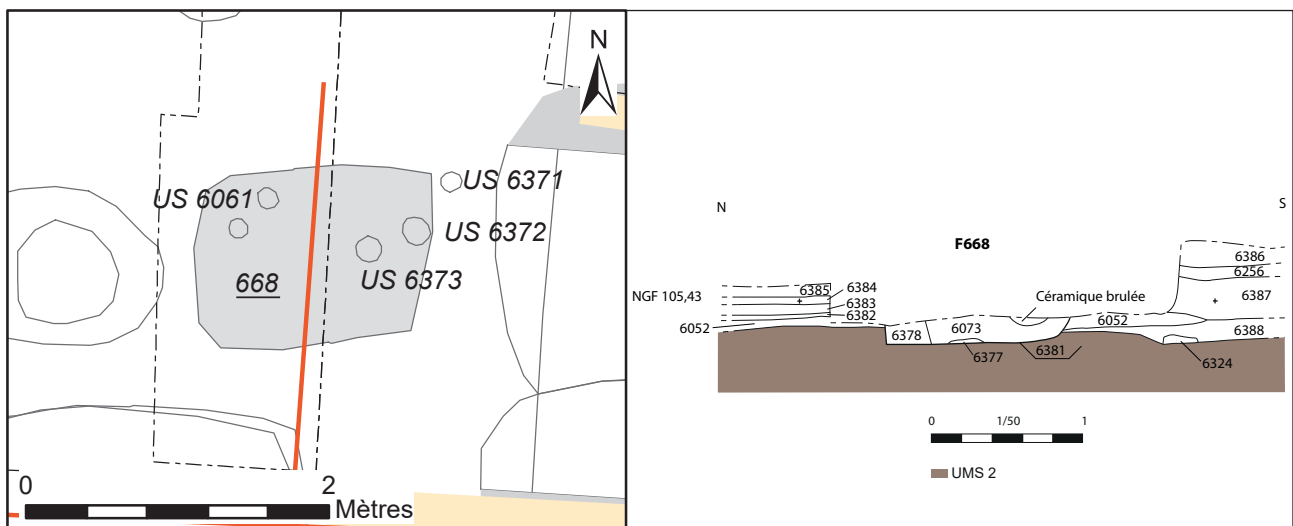 N
US 6061
US 6371
US 6372
668
US 6373
0 2
Mètres
N S
F668
6386
6256
6385 6384
NGF 105,43
6383
Céramique brulée
6387
6382
6052
6378 6073 6052
6388
6377 6381
6324
0 1/50 1
UMS 2